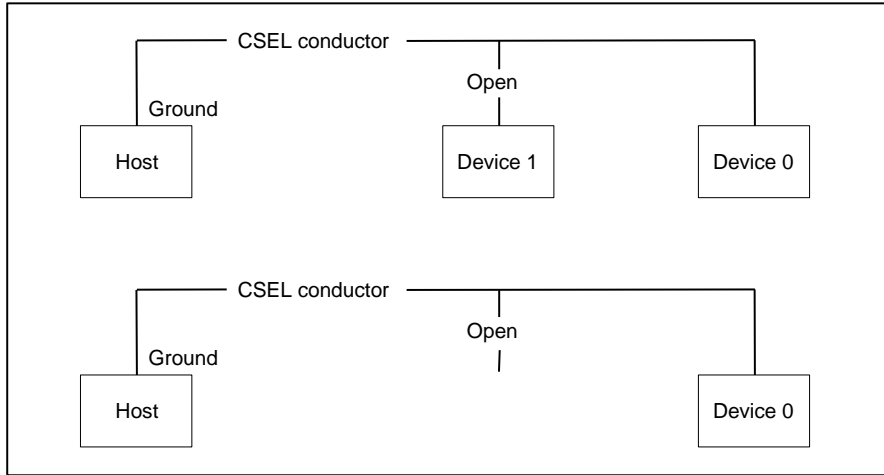 CSEL conductor
Open
Ground
Host
Device 1
Device 0
CSEL conductor
Open
Ground
Host
Device 0